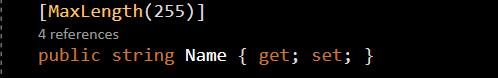 [MaxLength(255)]
4 references
public string Name { get; set; }